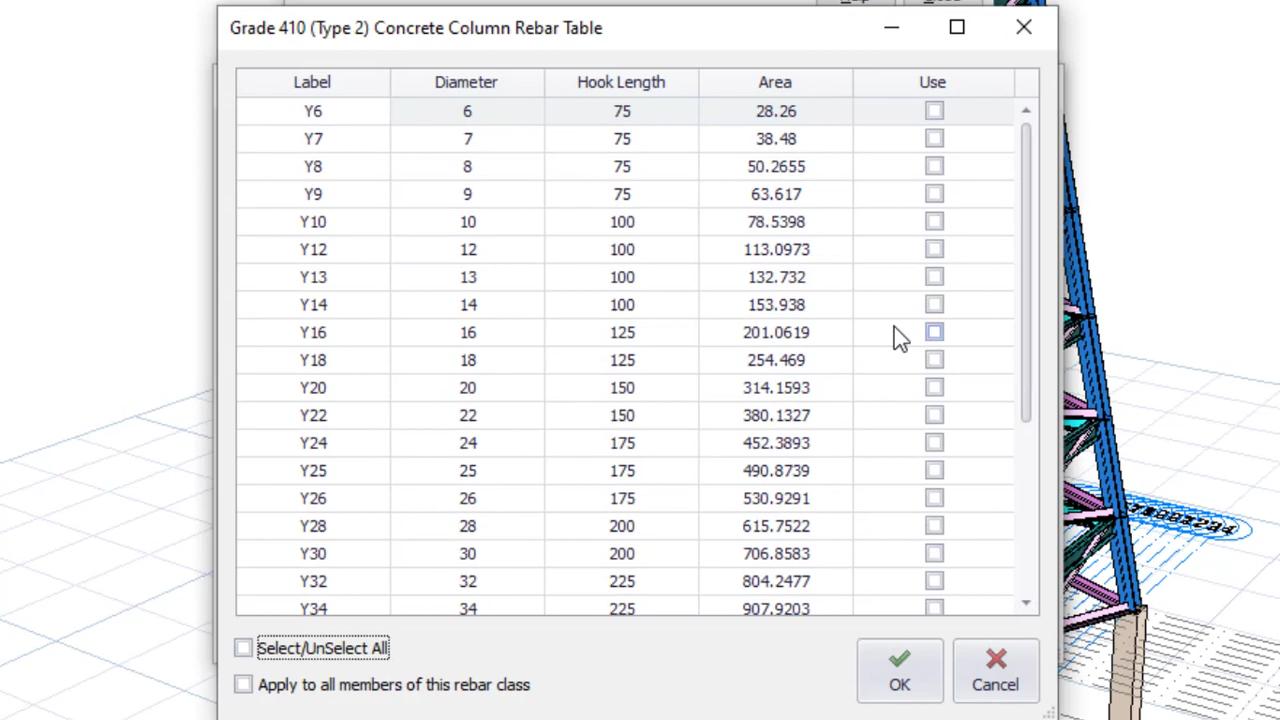 Grade 410 (Type 2) Concrete Column Rebar Table
Label Diameter Hook Length Area Use
Y6 6 75 28.26
Y7 7 75 38.48
Y8 8 75 50.2655
Y9 9 75 63.617
Y10 10 100 78.5398
Y12 12 100 113.0973
Y13 13 100 132.732
Y14 14 100 153.938
Y16 16 125 201.0619
Y18 18 125 254.469
Y20 20 150 314.1593
Y22 22 150 380.1327
Y24 24 175 452.3893
Y25 25 175 490.8739
Y26 26 175 530.9291
Y28 28 200 615.7522
Y30 30 200 706.8583
Y32 32 225 804.2477
Y34 34 225 907.9203
Select/UnSelect All
Apply to all members of this rebar class
OK
Cancel